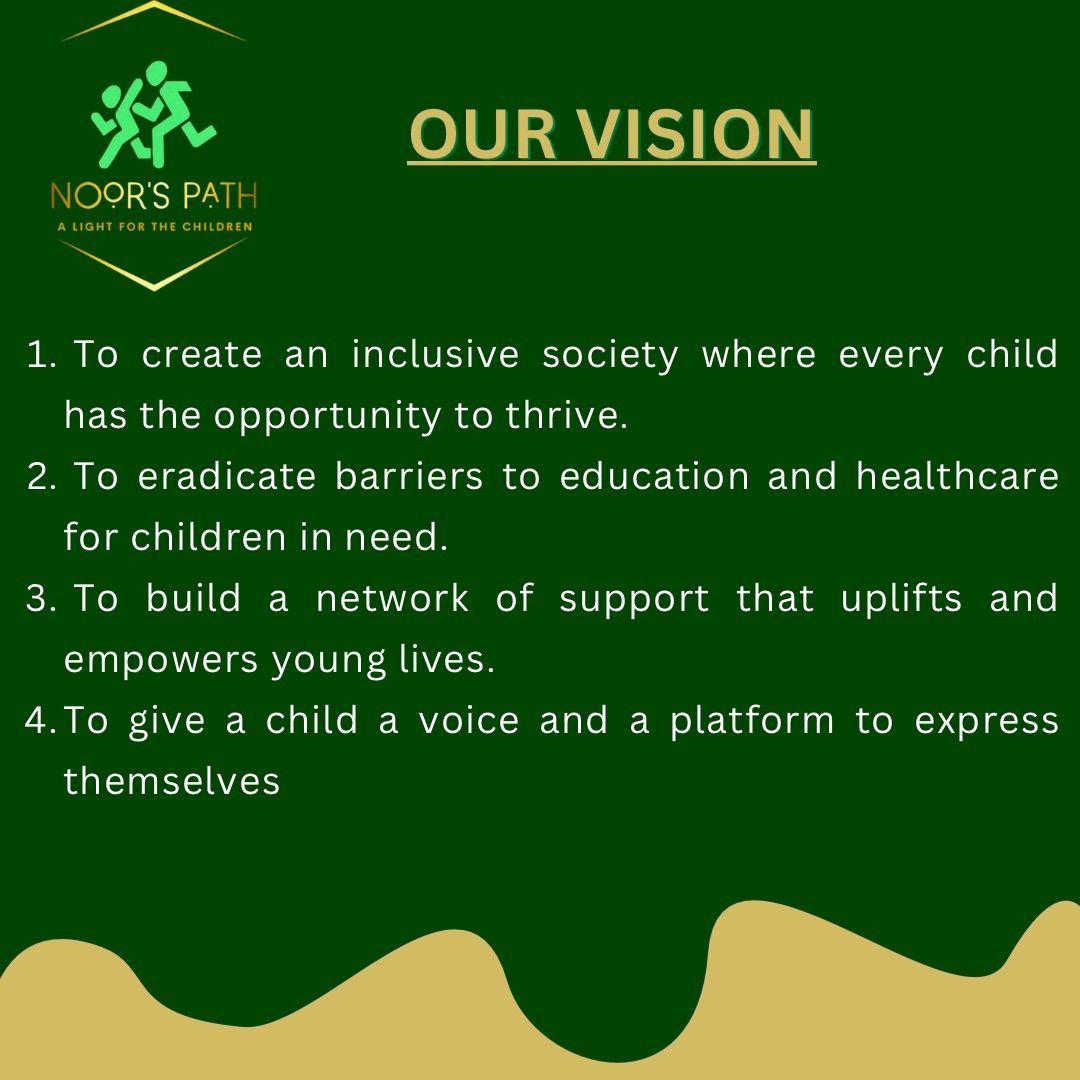 NOOR'S PATH
A LIGHT FOR THE CHILDREN
OUR VISION
1. To create an inclusive society where every child
has the opportunity to thrive.
2. To eradicate barriers to education and healthcare
for children in need.
3. To build a network of support that uplifts and
empowers young lives.
4. To give a child a voice and a platform to express
themselves